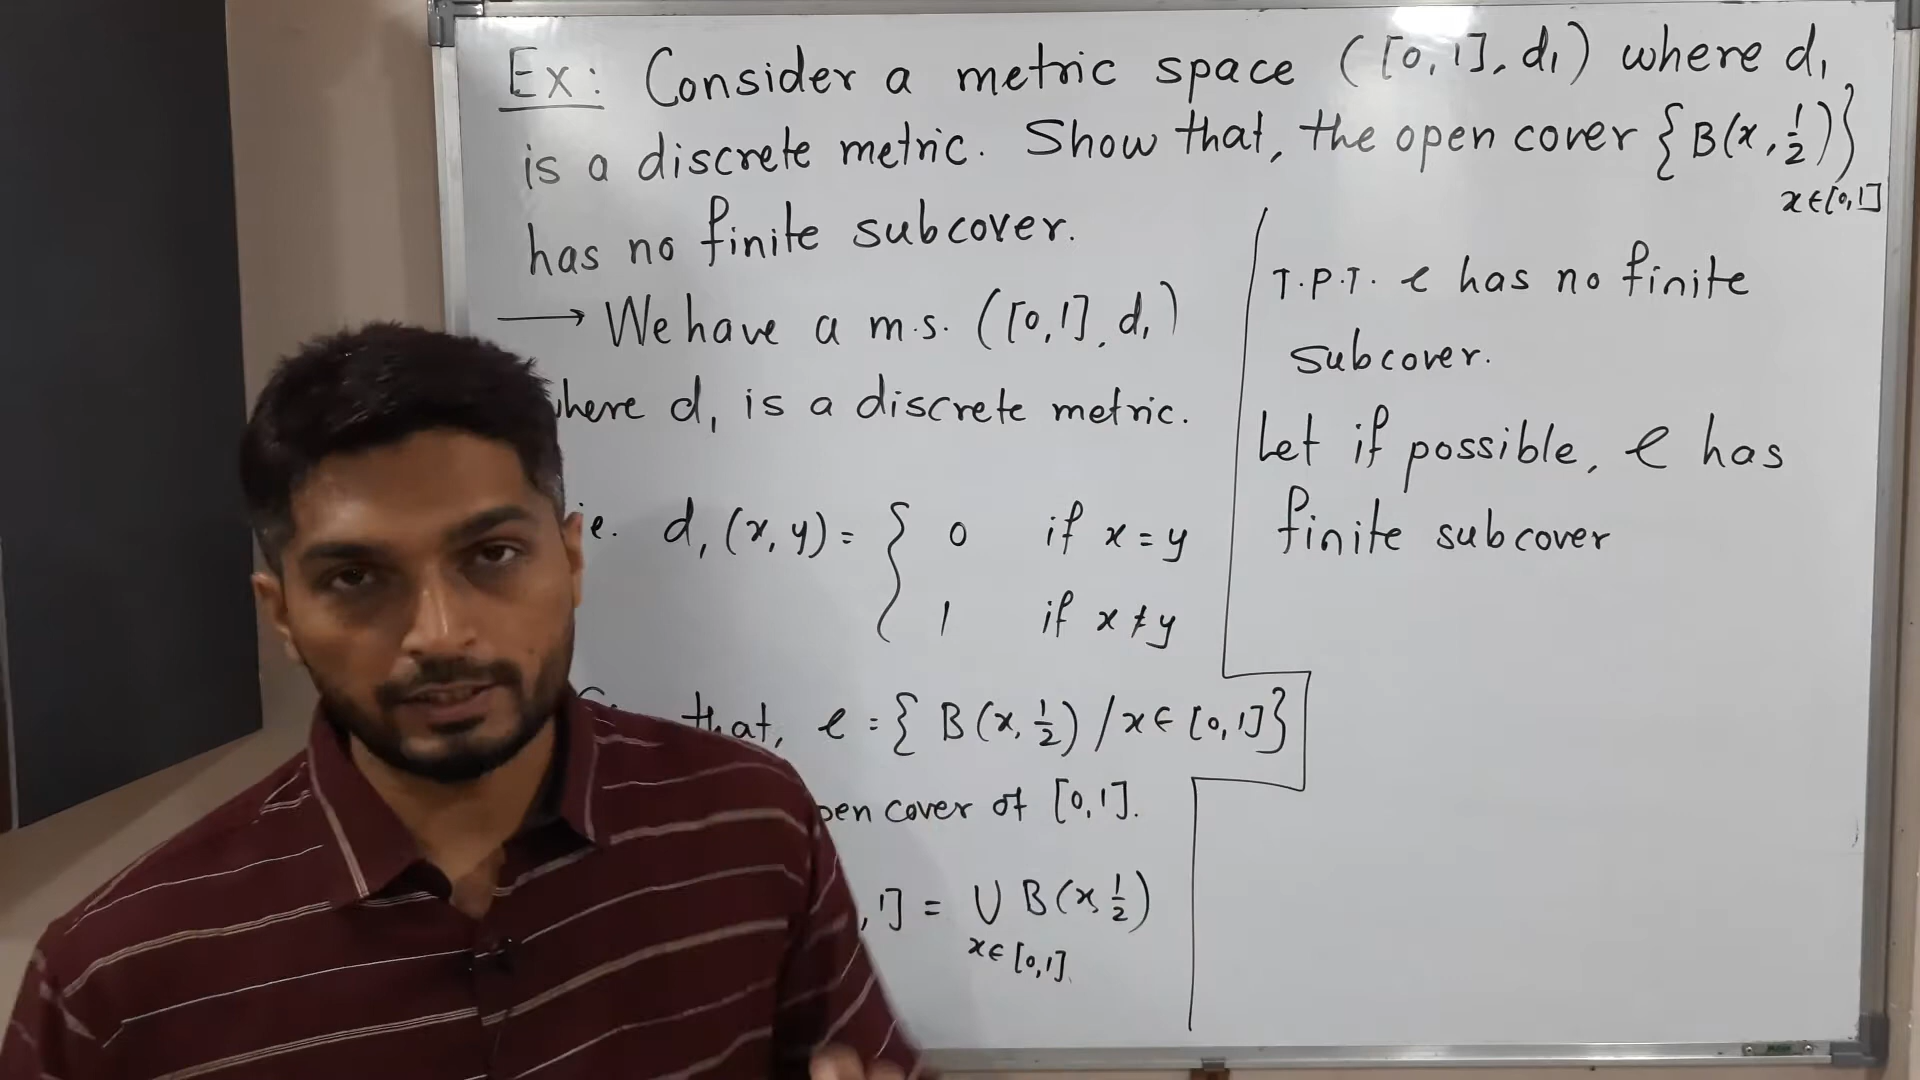 Ex: Consider a metric space ([0,1], d₁) where d₁
is a discrete metric. Show that, the open cover {B(x, 1/2)}
x∈[0,1]
has no finite subcover.
→ We have a m.s. ([0,1], d₁)
where d₁ is a discrete metric.
ie. d₁(x,y) = { 0 if x = y
1 if x ≠ y
that, ℓ = { B(x, 1/2) / x ∈ [0,1]}
open cover of [0,1].
,1] = ∪ B(x, 1/2)
x∈[0,1]
T.P.T. ℓ has no finite
subcover.
Let if possible, ℓ has
finite subcover